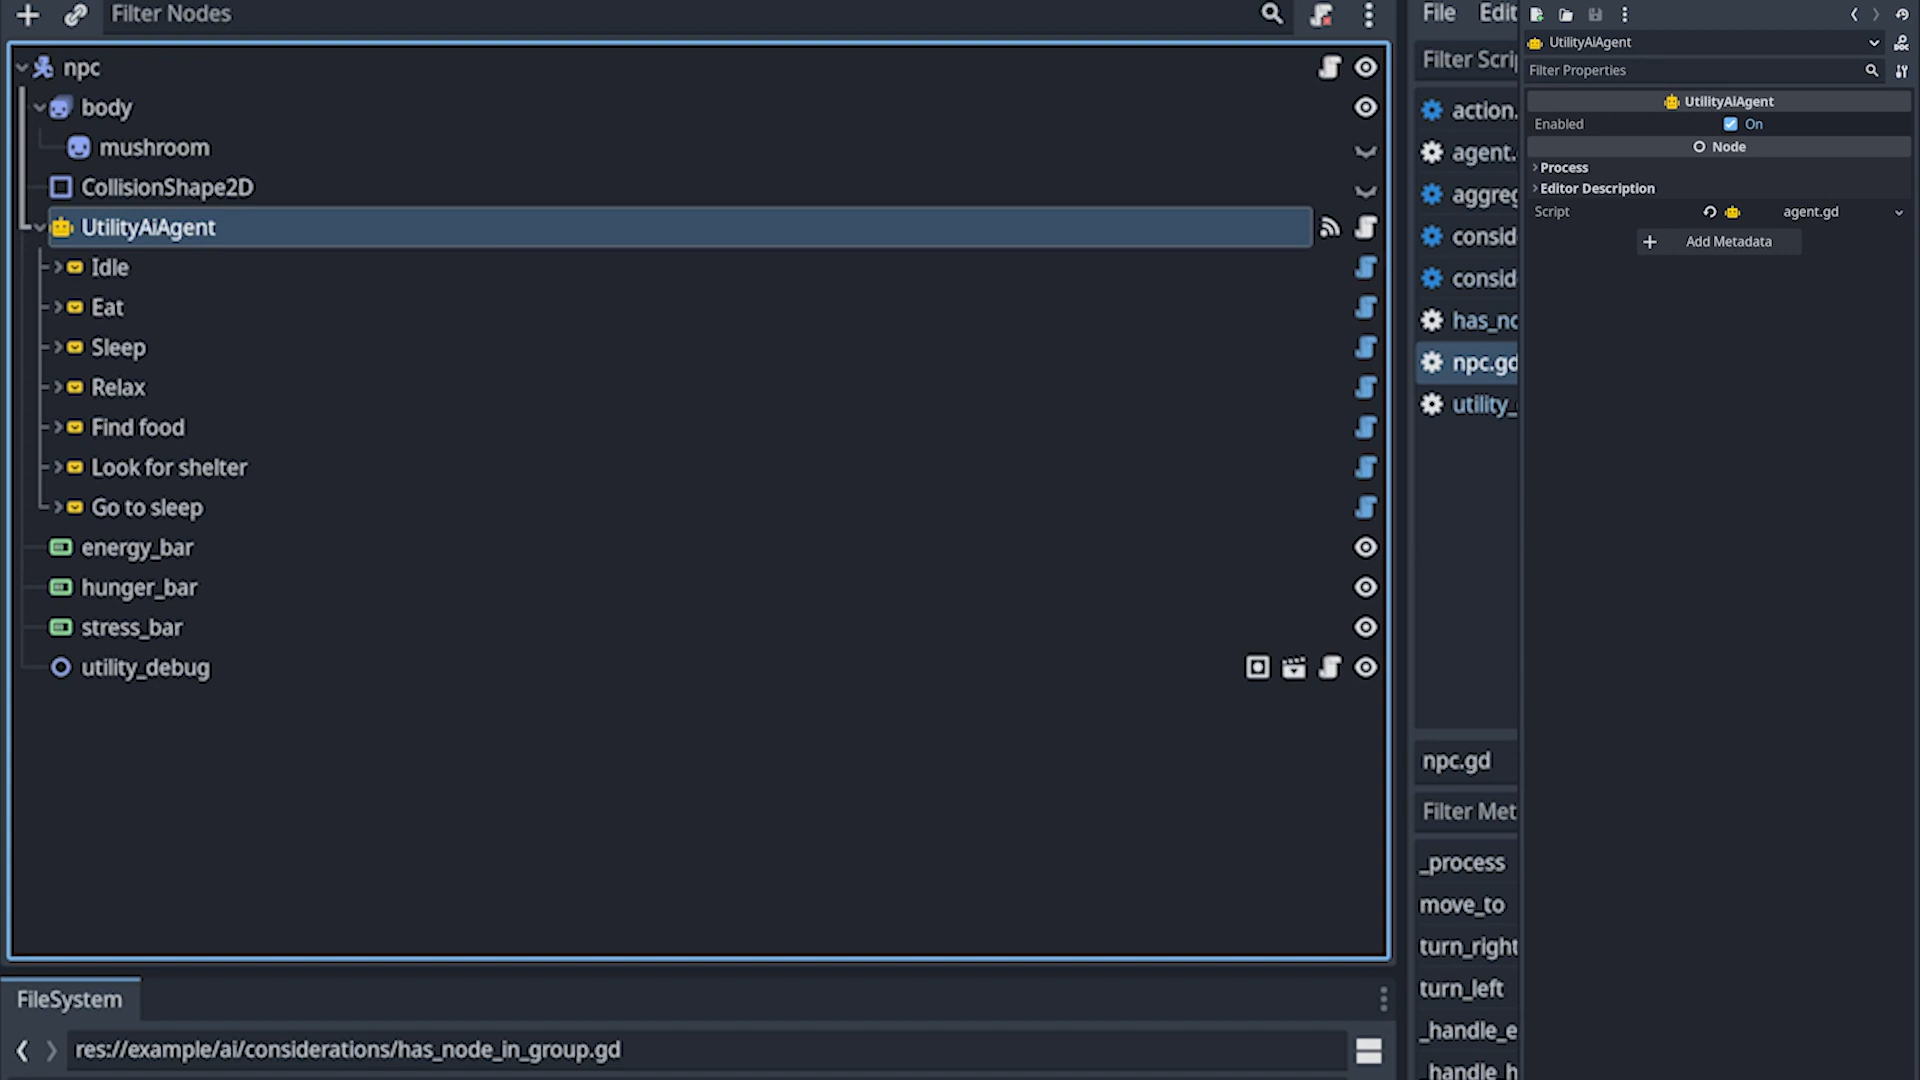 Filter Nodes
npc
body
mushroom
CollisionShape2D
UtilityAiAgent
Idle
Eat
Sleep
Relax
Find food
Look for shelter
Go to sleep
energy_bar
hunger_bar
stress_bar
utility_debug
FileSystem
res://example/ai/considerations/has_node_in_group.gd
File Edit
Filter Scri
action.
agent.
aggreg
consid
consid
has_no
npc.gd
utility_
npc.gd
Filter Met
_process
move_to
turn_right
turn_left
_handle_e
_handle_h
UtilityAiAgent
Filter Properties
UtilityAiAgent
Enabled On
Node
Process
Editor Description
Script agent.gd
Add Metadata